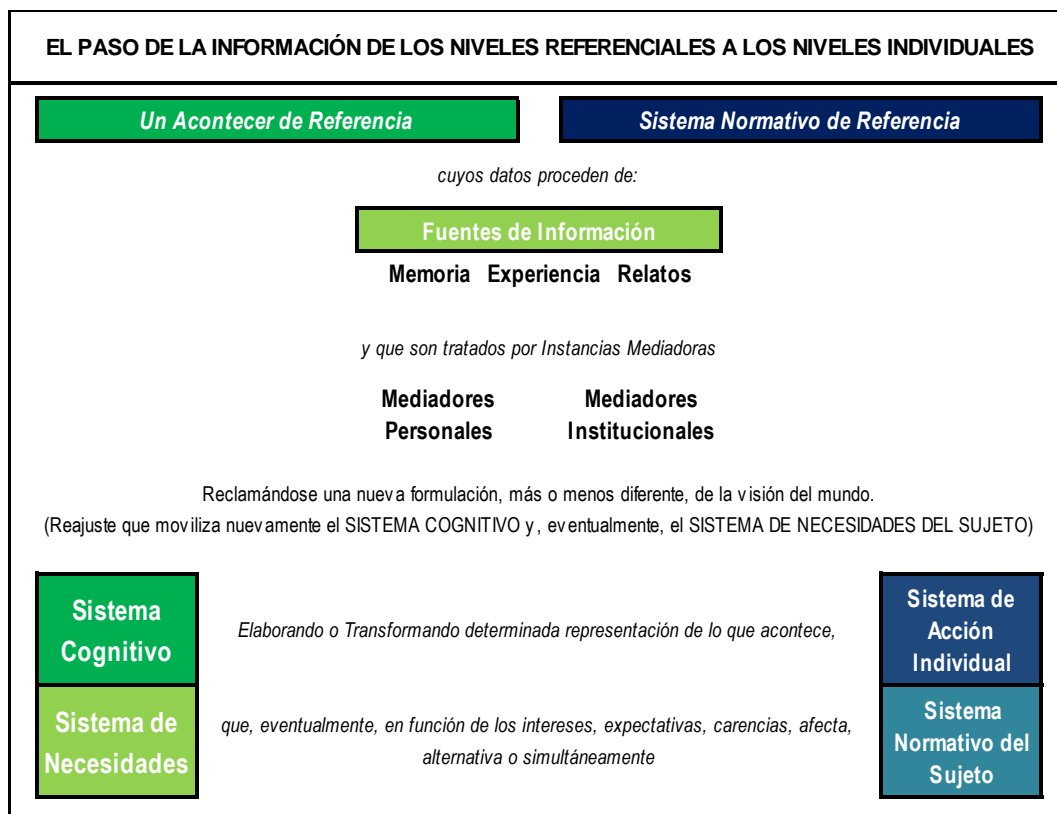 EL PASO DE LA INFORMACIÓN DE LOS NIVELES REFERENCIALES A LOS NIVELES INDIVIDUALES
Un Acontecer de Referencia
Sistema Normativo de Referencia
cuyos datos proceden de:
Fuentes de Información
Memoria Experiencia Relatos
y que son tratados por Instancias Mediadoras
Mediadores
Personales
Mediadores
Institucionales
Reclamándose una nueva formulación, más o menos diferente, de la visión del mundo.
(Reajuste que moviliza nuevamente el SISTEMA COGNITIVO y, eventualmente, el SISTEMA DE NECESIDADES DEL SUJETO)
Sistema
Cognitivo
Elaborando o Transformando determinada representación de lo que acontece,
Sistema de
Acción
Individual
Sistema de
Necesidades
que, eventualmente, en función de los intereses, expectativas, carencias, afecta,
alternativa o simultáneamente
Sistema
Normativo del
Sujeto